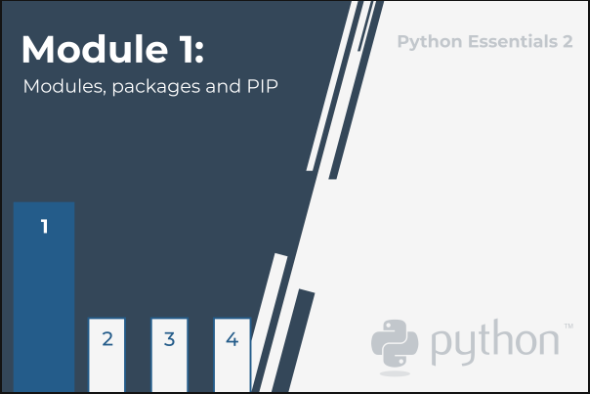 Module 1:
Modules, packages and PIP
Python Essentials 2
1
2
3
4
python™